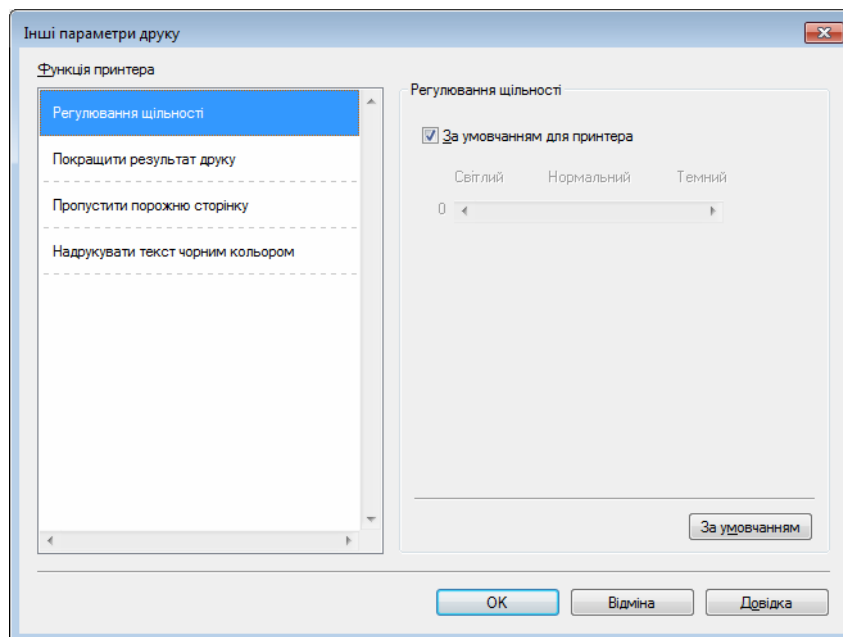 Інші параметри друку
Функція принтера
Регулювання щільності
Покращити результат друку
Пропустити порожню сторінку
Надрукувати текст чорним кольором
Регулювання щільності
За умовчанням для принтера
Світлий Нормальний Темний
0
За умовчанням
OK Відміна Довідка